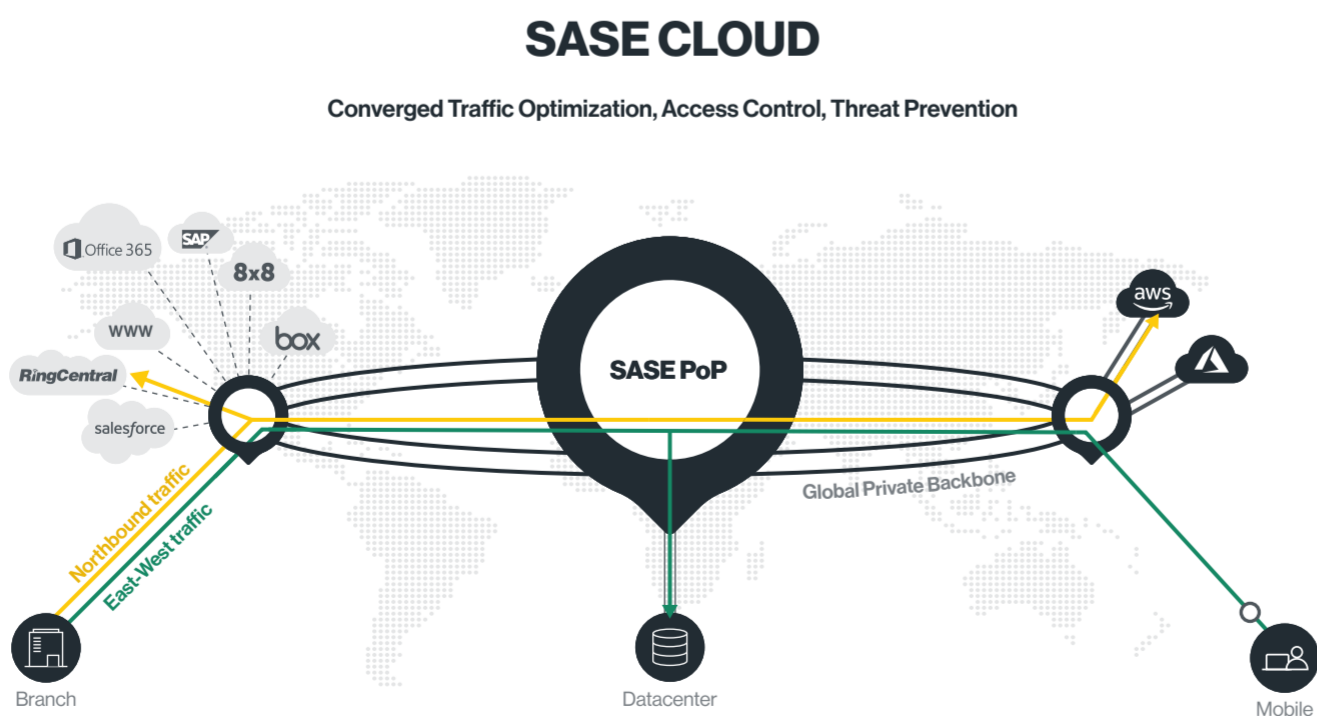 SASE CLOUD
Converged Traffic Optimization, Access Control, Threat Prevention
Office 365
SAP
8x8
www
box
RingCentral
salesforce
SASE PoP
aws
Global Private Backbone
Northbound traffic
East-West traffic
Branch
Datacenter
Mobile